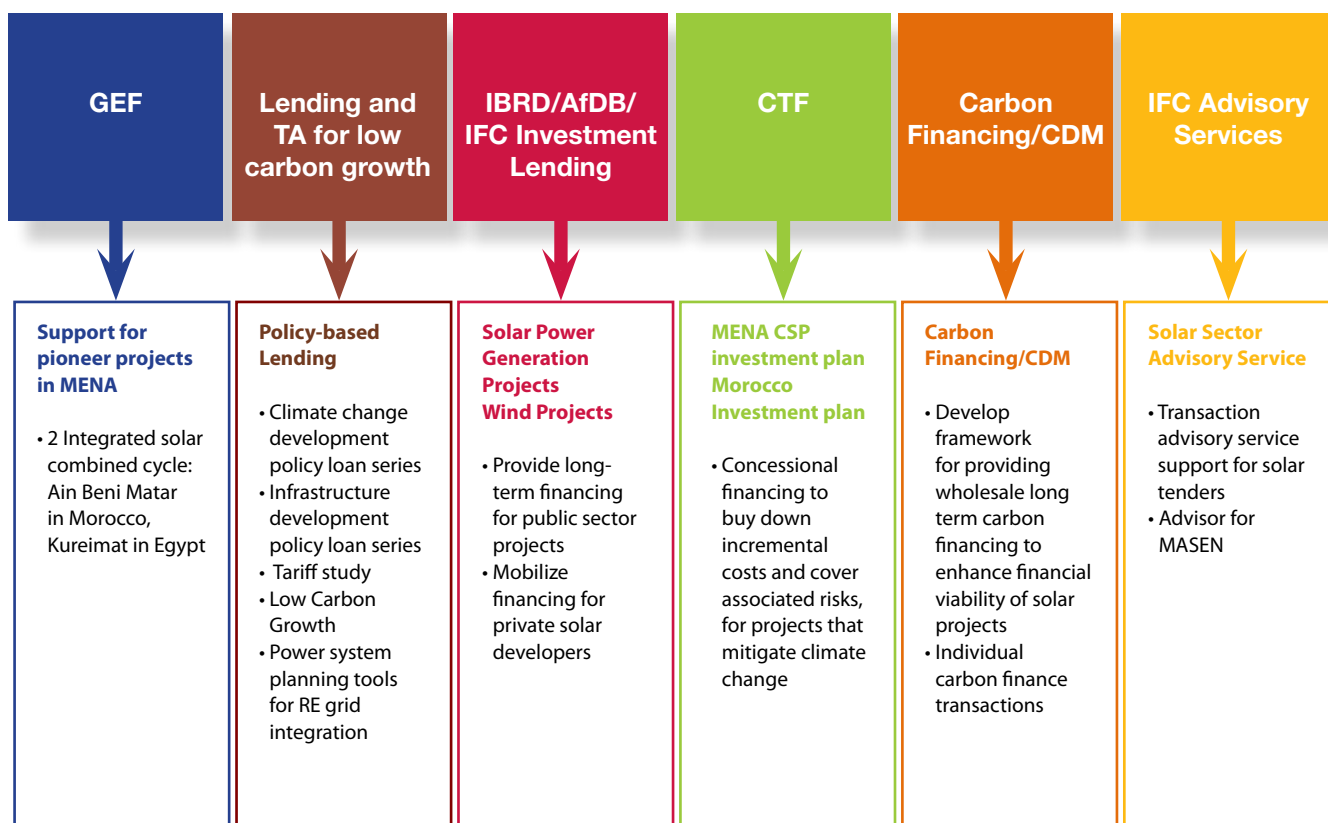 GEF
Lending and
TA for low
carbon growth
IBRD/AfDB/
IFC Investment
Lending
CTF
Carbon
Financing/CDM
IFC Advisory
Services
Support for
pioneer projects
in MENA
• 2 Integrated solar
combined cycle:
Ain Beni Matar
in Morocco,
Kureimat in Egypt
Policy-based
Lending
• Climate change
development
policy loan series
• Infrastructure
development
policy loan series
• Tariff study
• Low Carbon
Growth
• Power system
planning tools
for RE grid
integration
Solar Power
Generation
Projects
Wind Projects
• Provide long-
term financing
for public sector
projects
• Mobilize
financing for
private solar
developers
MENA CSP
investment plan
Morocco
Investment plan
• Concessional
financing to
buy down
incremental
costs and cover
associated risks,
for projects that
mitigate climate
change
Carbon
Financing/CDM
• Develop
framework
for providing
wholesale long
term carbon
financing to
enhance financial
viability of solar
projects
• Individual
carbon finance
transactions
Solar Sector
Advisory Service
• Transaction
advisory service
support for solar
tenders
• Advisor for
MASEN